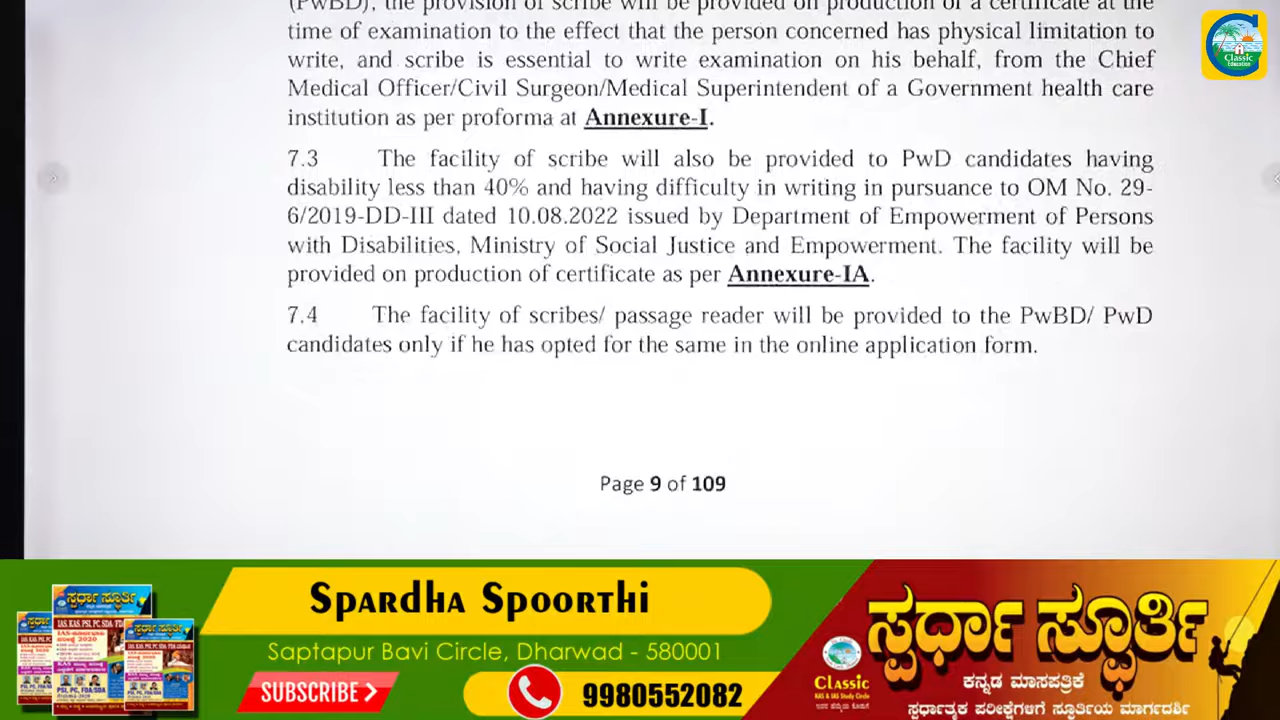 (PwBD), the provision of scribe will be provided on production of a certificate at the
time of examination to the effect that the person concerned has physical limitation to
write, and scribe is essential to write examination on his behalf, from the Chief
Medical Officer/Civil Surgeon/Medical Superintendent of a Government health care
institution as per proforma at Annexure-I.
7.3 The facility of scribe will also be provided to PwD candidates having
disability less than 40% and having difficulty in writing in pursuance to OM No. 29-
6/2019-DD-III dated 10.08.2022 issued by Department of Empowerment of Persons
with Disabilities, Ministry of Social Justice and Empowerment. The facility will be
provided on production of certificate as per Annexure-IA.
7.4 The facility of scribes/ passage reader will be provided to the PwBD/ PwD
candidates only if he has opted for the same in the online application form.
Page 9 of 109
Classic
Education
Spardha Spoorthi
Saptapur Bavi Circle, Dharwad - 580001
SUBSCRIBE
9980552082
ಸ್ಪರ್ಧಾ ಸ್ಫೂರ್ತಿ
ಕನ್ನಡ ಮಾಸಪತ್ರಿಕೆ
ಸ್ಪರ್ಧಾತ್ಮಕ ಪರೀಕ್ಷೆಗಳಿಗೆ ಸ್ಫೂರ್ತಿಯ ಮಾರ್ಗದರ್ಶಿ
Classic
KAS & IAS Study Circle